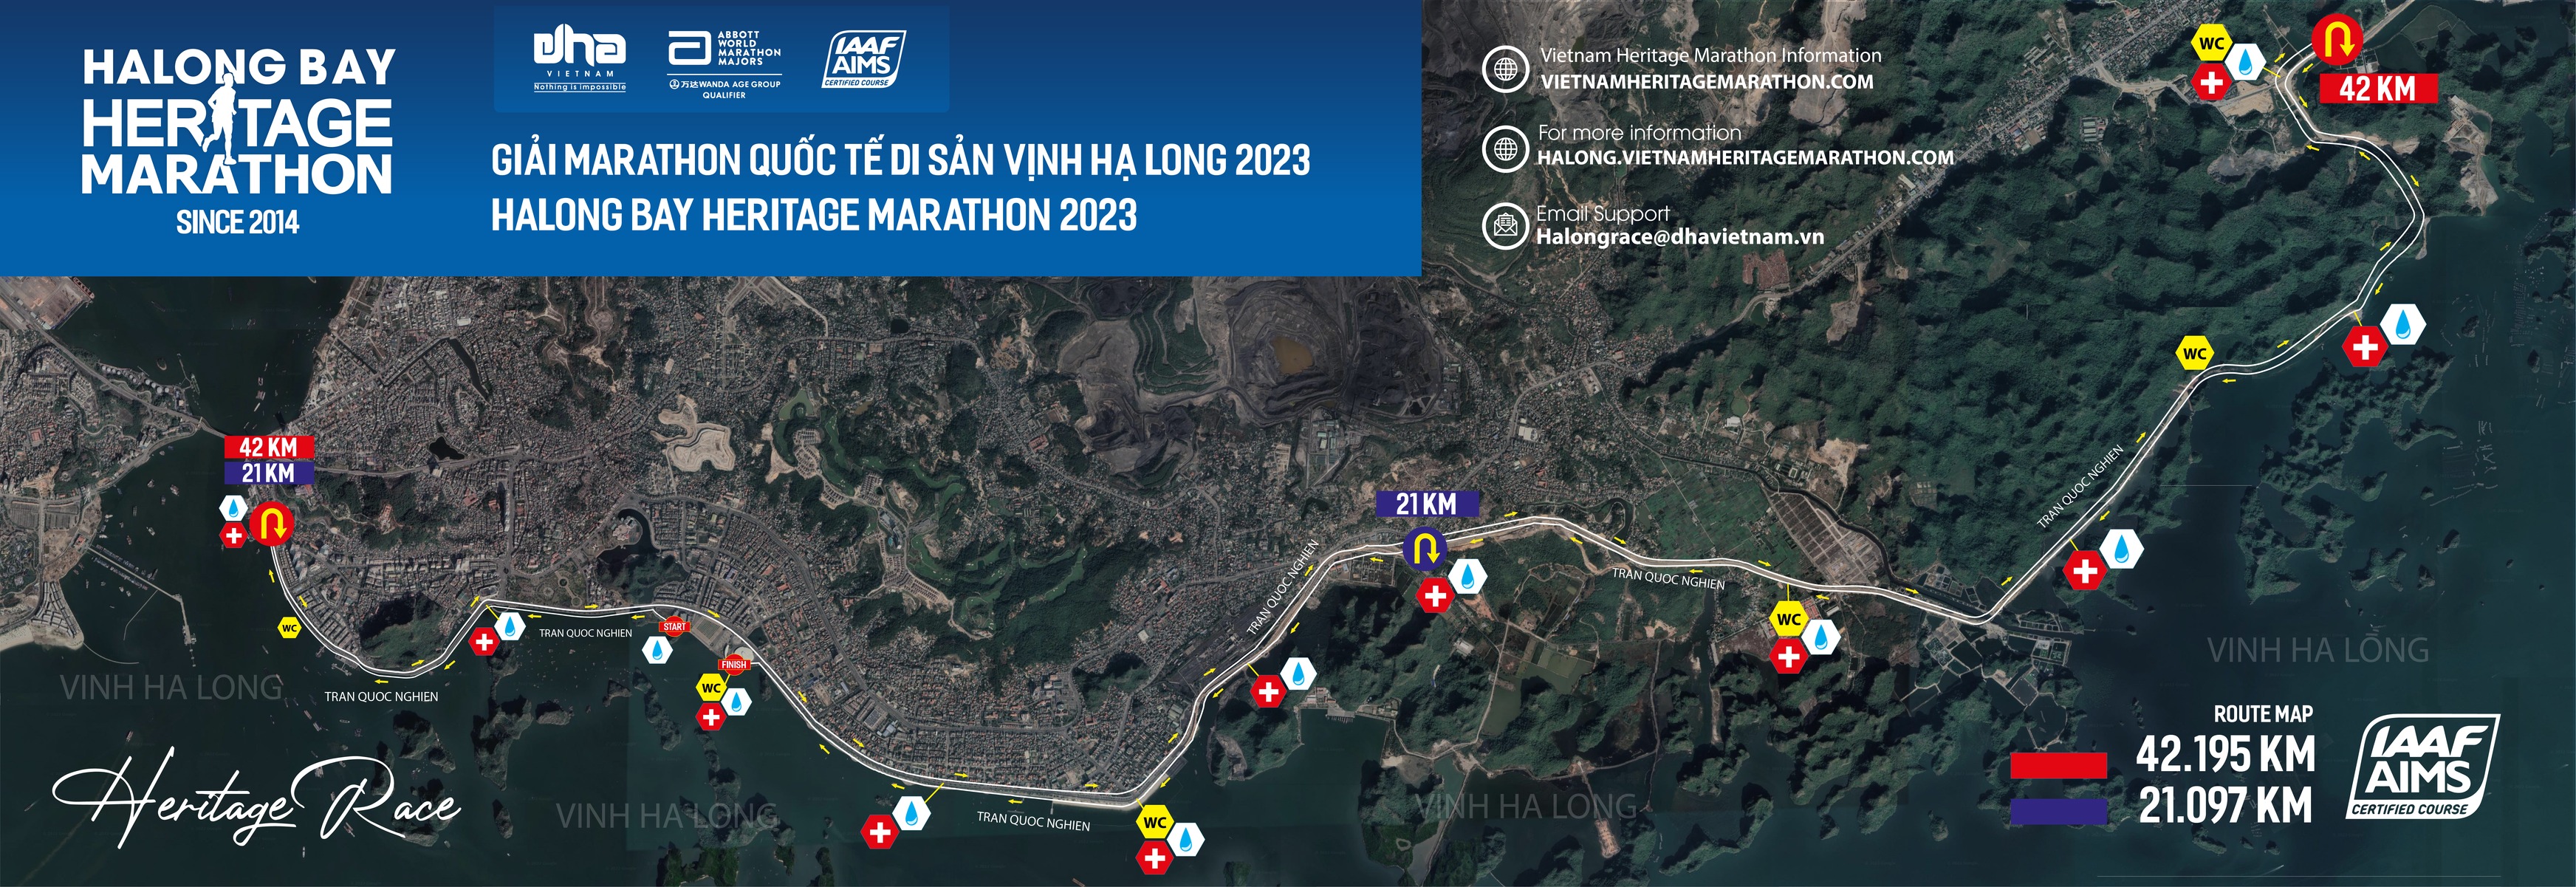 HALONG BAY
HERITAGE
MARATHON
SINCE 2014
dha
VIETNAM
Nothing is impossible
ABBOTT
WORLD
MARATHON
MAJORS
万达 WANDA AGE GROUP
QUALIFIER
IAAF
AIMS
CERTIFIED COURSE
GIẢI MARATHON QUỐC TẾ DI SẢN VỊNH HẠ LONG 2023
HALONG BAY HERITAGE MARATHON 2023
Vietnam Heritage Marathon Information
VIETNAMHERITAGEMARATHON.COM
For more information
HALONG.VIETNAMHERITAGEMARATHON.COM
Email Support
Halongrace@dhavietnam.vn
WC
42 KM
WC
42 KM
21 KM
21 KM
TRAN QUOC NGHIEN
TRAN QUOC NGHIEN
TRAN QUOC NGHIEN
WC
WC
START
TRAN QUOC NGHIEN
FINISH
WC
TRAN QUOC NGHIEN
VINH HA LONG
VINH HA LONG
VINH HA LONG
VINH HA LONG
TRAN QUOC NGHIEN
WC
Heritage Race
ROUTE MAP
42.195 KM
21.097 KM
IAAF
AIMS
CERTIFIED COURSE